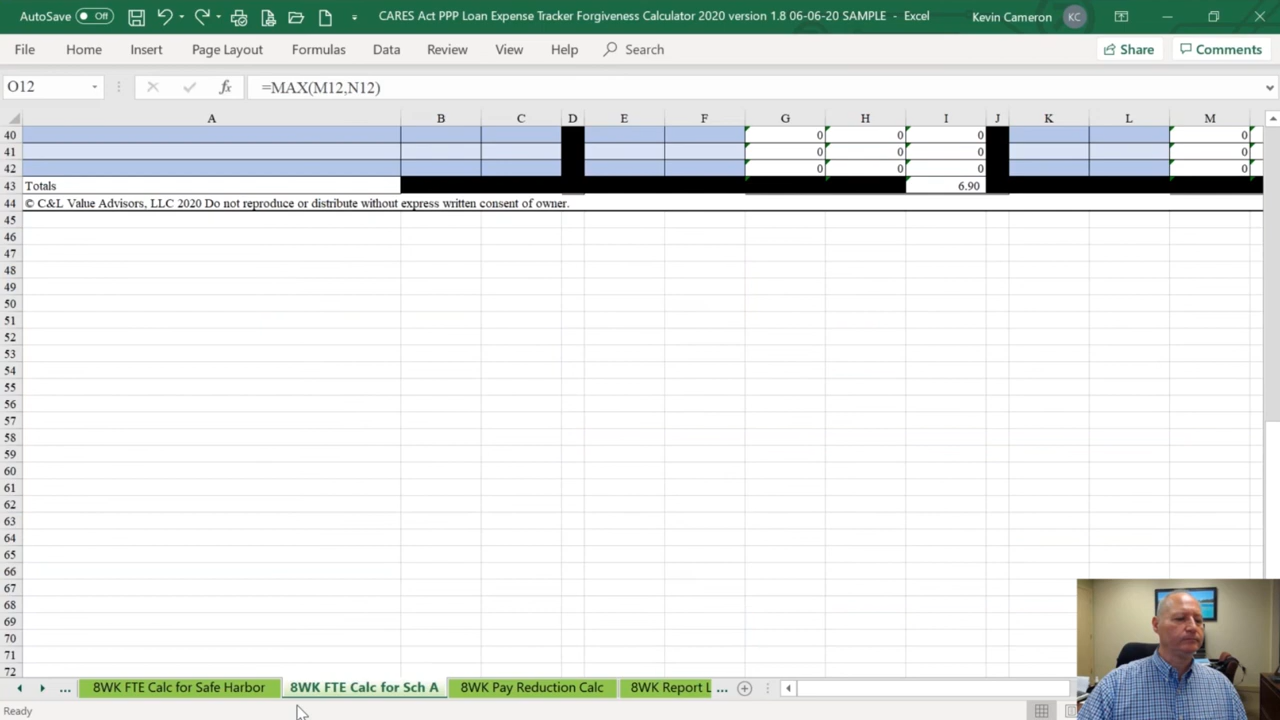 AutoSave Off
CARES Act PPP Loan Expense Tracker Forgiveness Calculator 2020 version 1.8 06-06-20 SAMPLE - Excel
Kevin Cameron KC
File Home Insert Page Layout Formulas Data Review View Help Search Share Comments
O12 fx =MAX(M12,N12)
A B C D E F G H I J K L M
40 0 0 0 0
41 0 0 0 0
42 0 0 0 0
43 Totals 6.90
44 © C&L Value Advisors, LLC 2020 Do not reproduce or distribute without express written consent of owner.
45
46
47
48
49
50
51
52
53
54
55
56
57
58
59
60
61
62
63
64
65
66
67
68
69
70
71
72
... 8WK FTE Calc for Safe Harbor 8WK FTE Calc for Sch A 8WK Pay Reduction Calc 8WK Report L ...
Ready